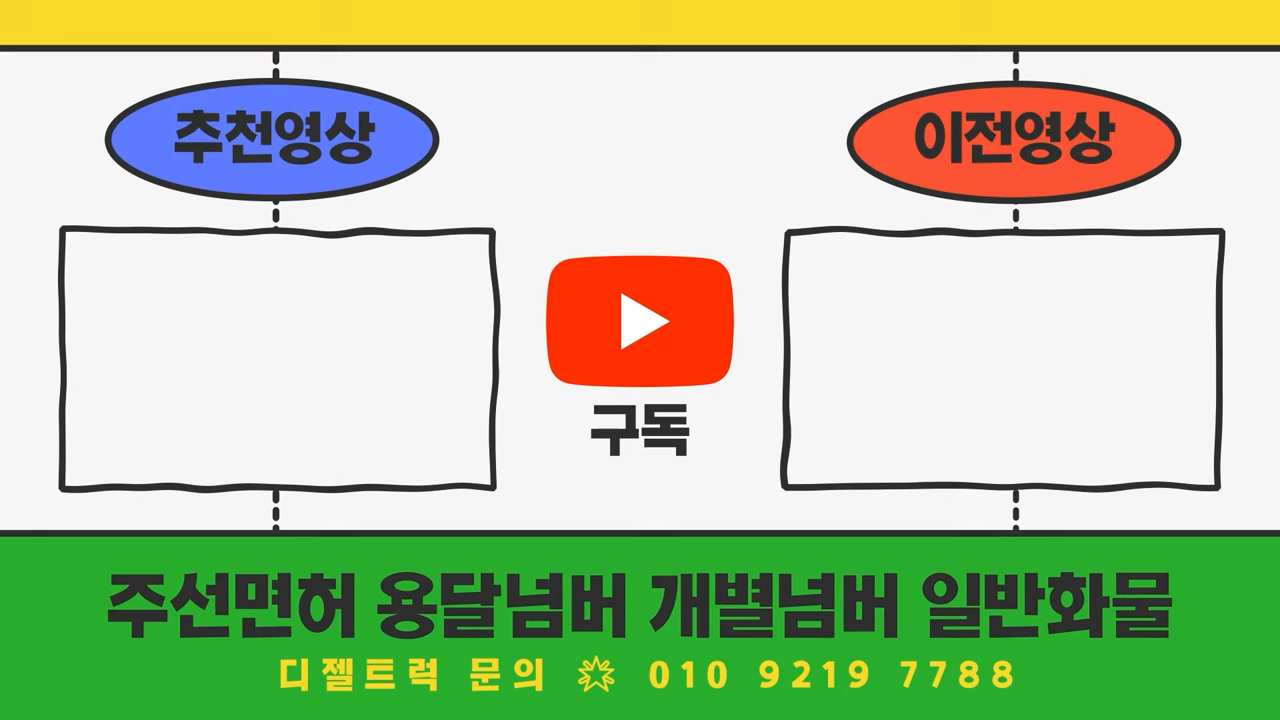 추천영상
이전영상
구독
주선면허 용달넘버 개별넘버 일반화물
디젤트럭 문의 010 9219 7788